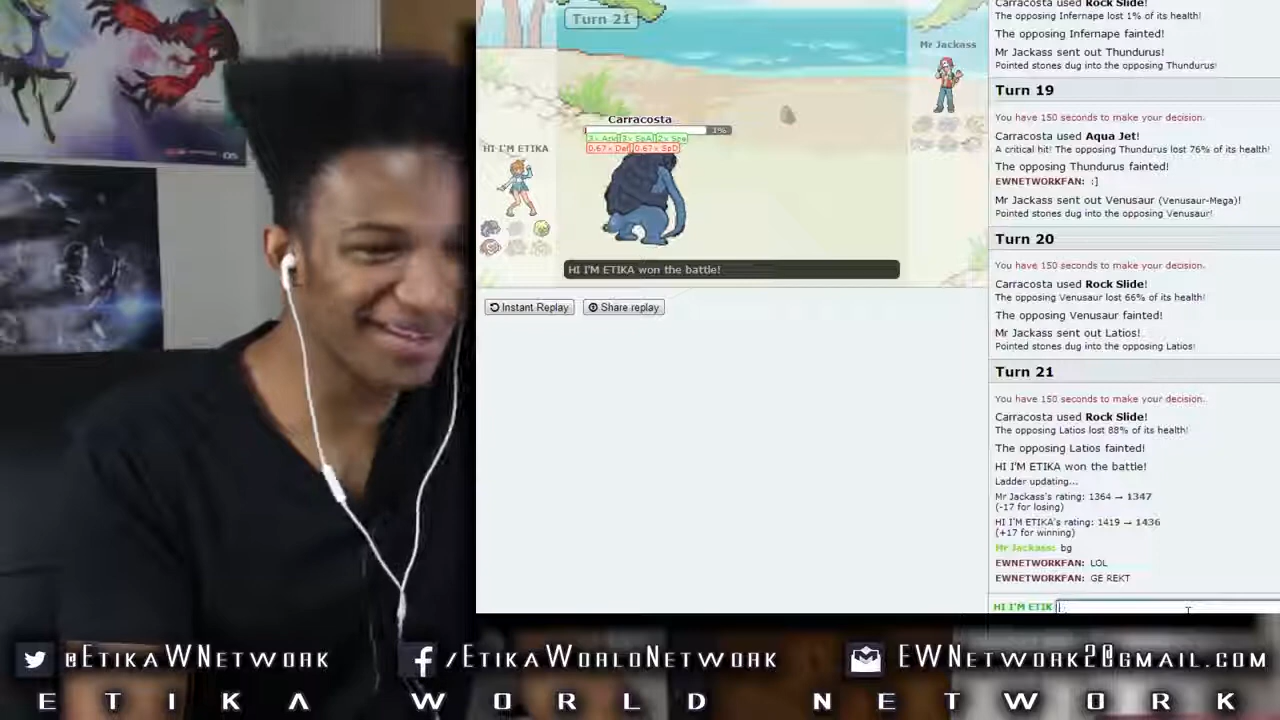 Turn 21
Mr Jackass
Carracosta
1%
HI I'M ETIKA
HI I'M ETIKA won the battle!
Instant Replay
Share replay
Carracosta used Rock Slide!
The opposing Infernape lost 1% of its health!
The opposing Infernape fainted!
Mr Jackass sent out Thundurus!
Pointed stones dug into the opposing Thundurus!
Turn 19
You have 150 seconds to make your decision.
Carracosta used Aqua Jet!
A critical hit! The opposing Thundurus lost 76% of its health!
The opposing Thundurus fainted!
EWNETWORKFAN: :]
Mr Jackass sent out Venusaur (Venusaur-Mega)!
Pointed stones dug into the opposing Venusaur!
Turn 20
You have 150 seconds to make your decision.
Carracosta used Rock Slide!
The opposing Venusaur lost 66% of its health!
The opposing Venusaur fainted!
Mr Jackass sent out Latios!
Pointed stones dug into the opposing Latios!
Turn 21
You have 150 seconds to make your decision.
Carracosta used Rock Slide!
The opposing Latios lost 88% of its health!
The opposing Latios fainted!
HI I'M ETIKA won the battle!
Ladder updating...
Mr Jackass's rating: 1364 → 1347
(-17 for losing)
HI I'M ETIKA's rating: 1419 → 1436
(+17 for winning)
Mr Jackass: bg
EWNETWORKFAN: LOL
EWNETWORKFAN: GE REKT
HI I'M ETIK
@EtikaWNetwork
/EtikaWorldNetwork
EWNetwork2@gmail.com
ETIKA WORLD NETWORK